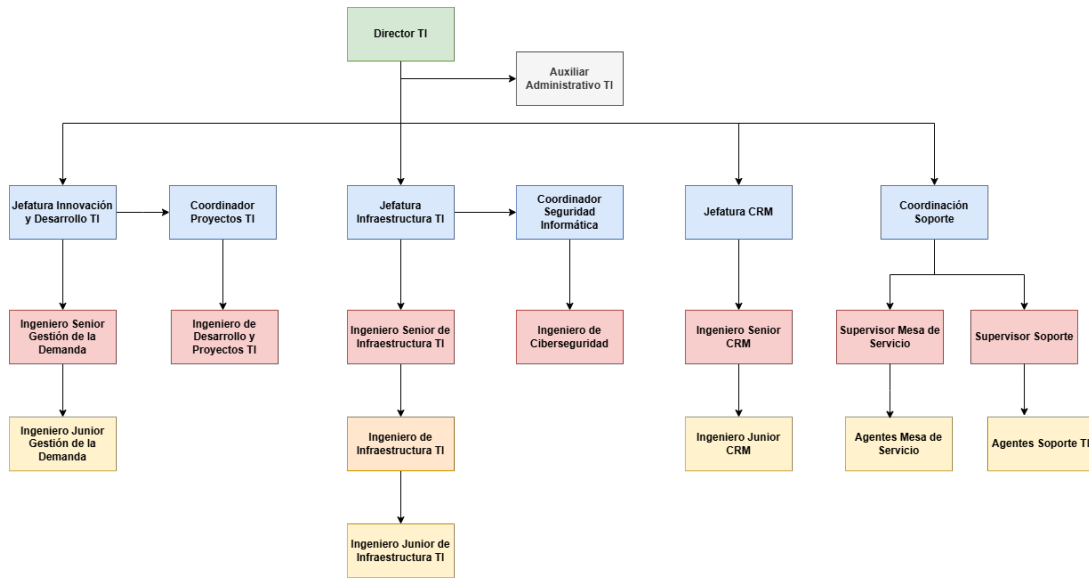 Director TI
Auxiliar
Administrativo TI
Jefatura Innovación
y Desarrollo TI
Coordinador
Proyectos TI
Jefatura
Infraestructura TI
Coordinador
Seguridad
Informática
Jefatura CRM
Coordinación
Soporte
Ingeniero Senior
Gestión de la
Demanda
Ingeniero de
Desarrollo y
Proyectos TI
Ingeniero Senior de
Infraestructura TI
Ingeniero de
Ciberseguridad
Ingeniero Senior
CRM
Supervisor Mesa de
Servicio
Supervisor Soporte
Ingeniero Junior
Gestión de la
Demanda
Ingeniero de
Infraestructura TI
Ingeniero Junior
CRM
Agentes Mesa de
Servicio
Agentes Soporte TI
Ingeniero Junior de
Infraestructura TI